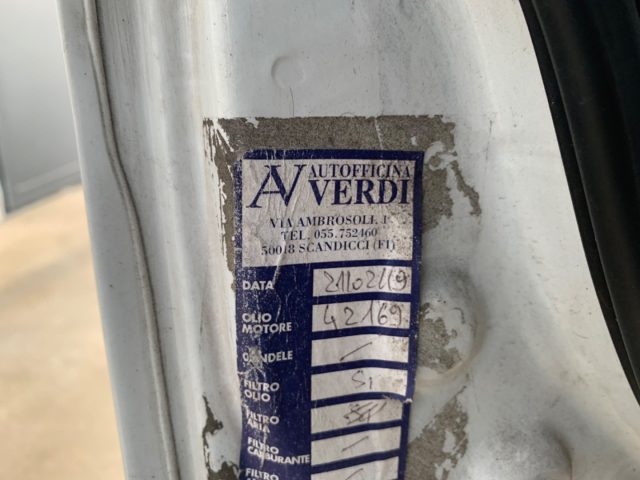 AV AUTOFFICINA
VERDI
VIA AMBROSOLI, 1
TEL. 055.752460
50018 SCANDICCI (FI)
DATA 21/02/19
OLIO
MOTORE 42169
CANDELE –
FILTRO
OLIO SI
FILTRO
ARIA
FILTRO
CARBURANTE –
FILTRO